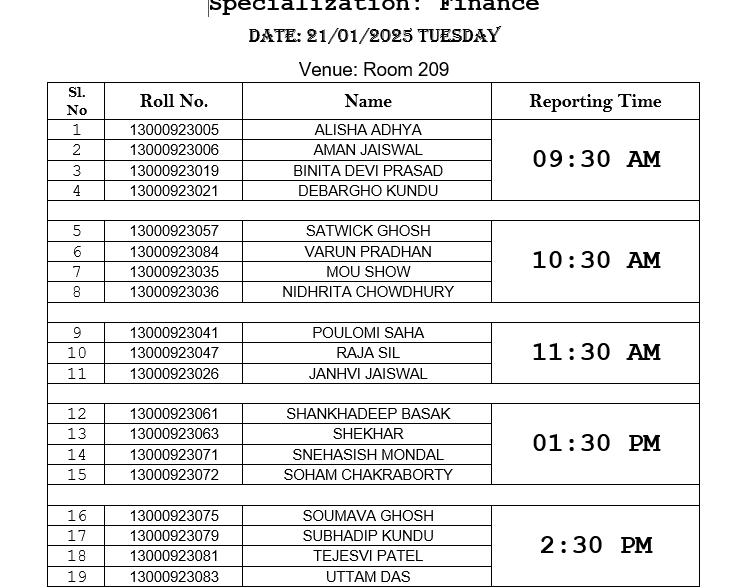 Specialization: Finance
DATE: 21/01/2025 TUESDAY
Venue: Room 209
Sl. No Roll No. Name Reporting Time
1 13000923005 ALISHA ADHYA 09:30 AM
2 13000923006 AMAN JAISWAL
3 13000923019 BINITA DEVI PRASAD
4 13000923021 DEBARGHO KUNDU
5 13000923057 SATWICK GHOSH 10:30 AM
6 13000923084 VARUN PRADHAN
7 13000923035 MOU SHOW
8 13000923036 NIDHRITA CHOWDHURY
9 13000923041 POULOMI SAHA 11:30 AM
10 13000923047 RAJA SIL
11 13000923026 JANHVI JAISWAL
12 13000923061 SHANKHADEEP BASAK 01:30 PM
13 13000923063 SHEKHAR
14 13000923071 SNEHASISH MONDAL
15 13000923072 SOHAM CHAKRABORTY
16 13000923075 SOUMAVA GHOSH 2:30 PM
17 13000923079 SUBHADIP KUNDU
18 13000923081 TEJESVI PATEL
19 13000923083 UTTAM DAS